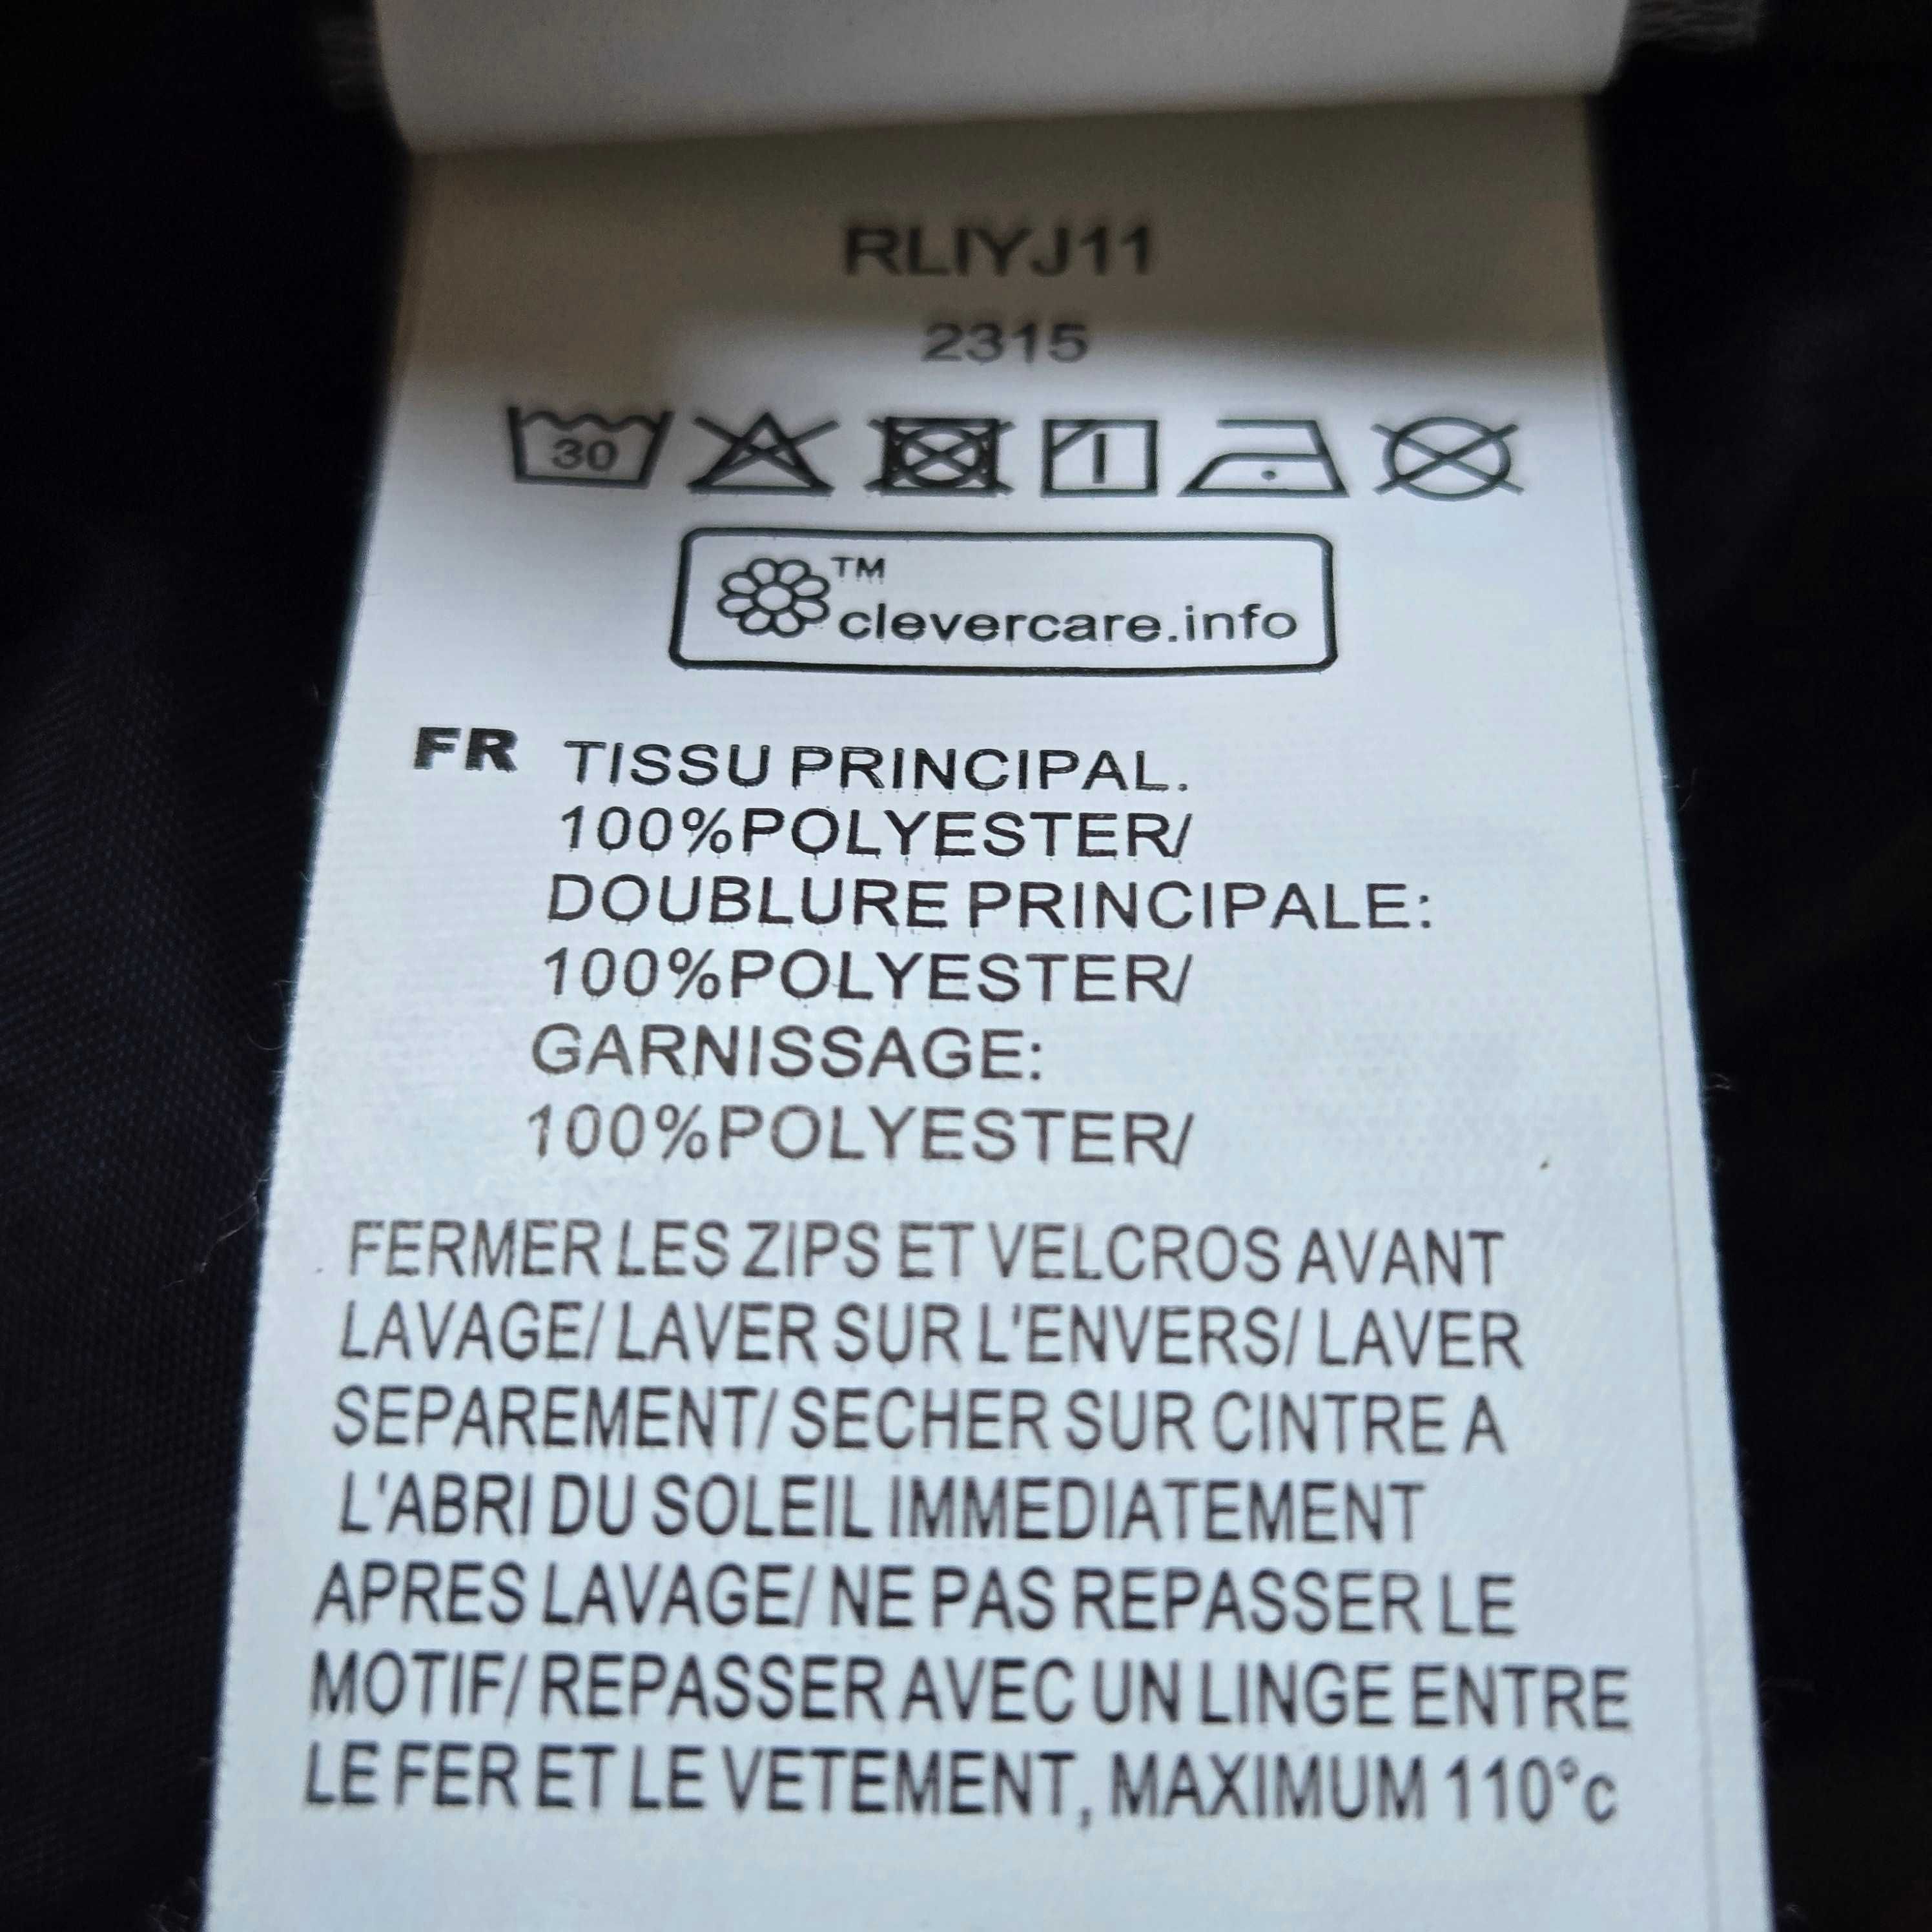 RLIYJ11
2315
30
TM
clevercare.info
FR TISSU PRINCIPAL.
100%POLYESTER/
DOUBLURE PRINCIPALE:
100%POLYESTER/
GARNISSAGE:
100%POLYESTER/
FERMER LES ZIPS ET VELCROS AVANT
LAVAGE/ LAVER SUR L'ENVERS/ LAVER
SEPAREMENT/ SECHER SUR CINTRE A
L'ABRI DU SOLEIL IMMEDIATEMENT
APRES LAVAGE/ NE PAS REPASSER LE
MOTIF/ REPASSER AVEC UN LINGE ENTRE
LE FER ET LE VETEMENT, MAXIMUM 110°c